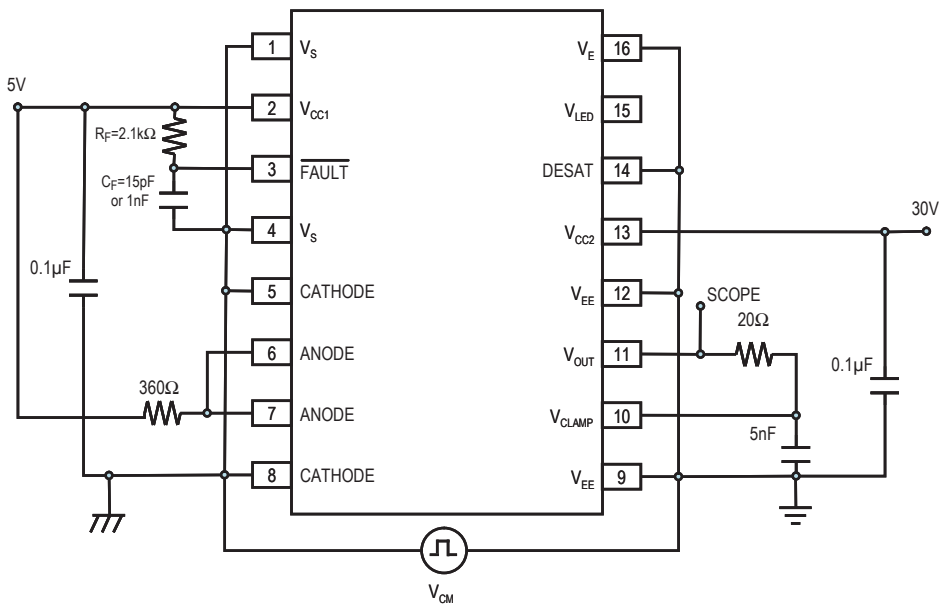 1 V_S
V_E 16
5V
2 V_CC1
V_LED 15
R_F=2.1kΩ
3 FAULT
DESAT 14
C_F=15pF
or 1nF
4 V_S
V_CC2 13
30V
0.1µF
5 CATHODE
V_EE 12
SCOPE
20Ω
6 ANODE
V_OUT 11
0.1µF
360Ω
7 ANODE
V_CLAMP 10
5nF
8 CATHODE
V_EE 9
V_CM